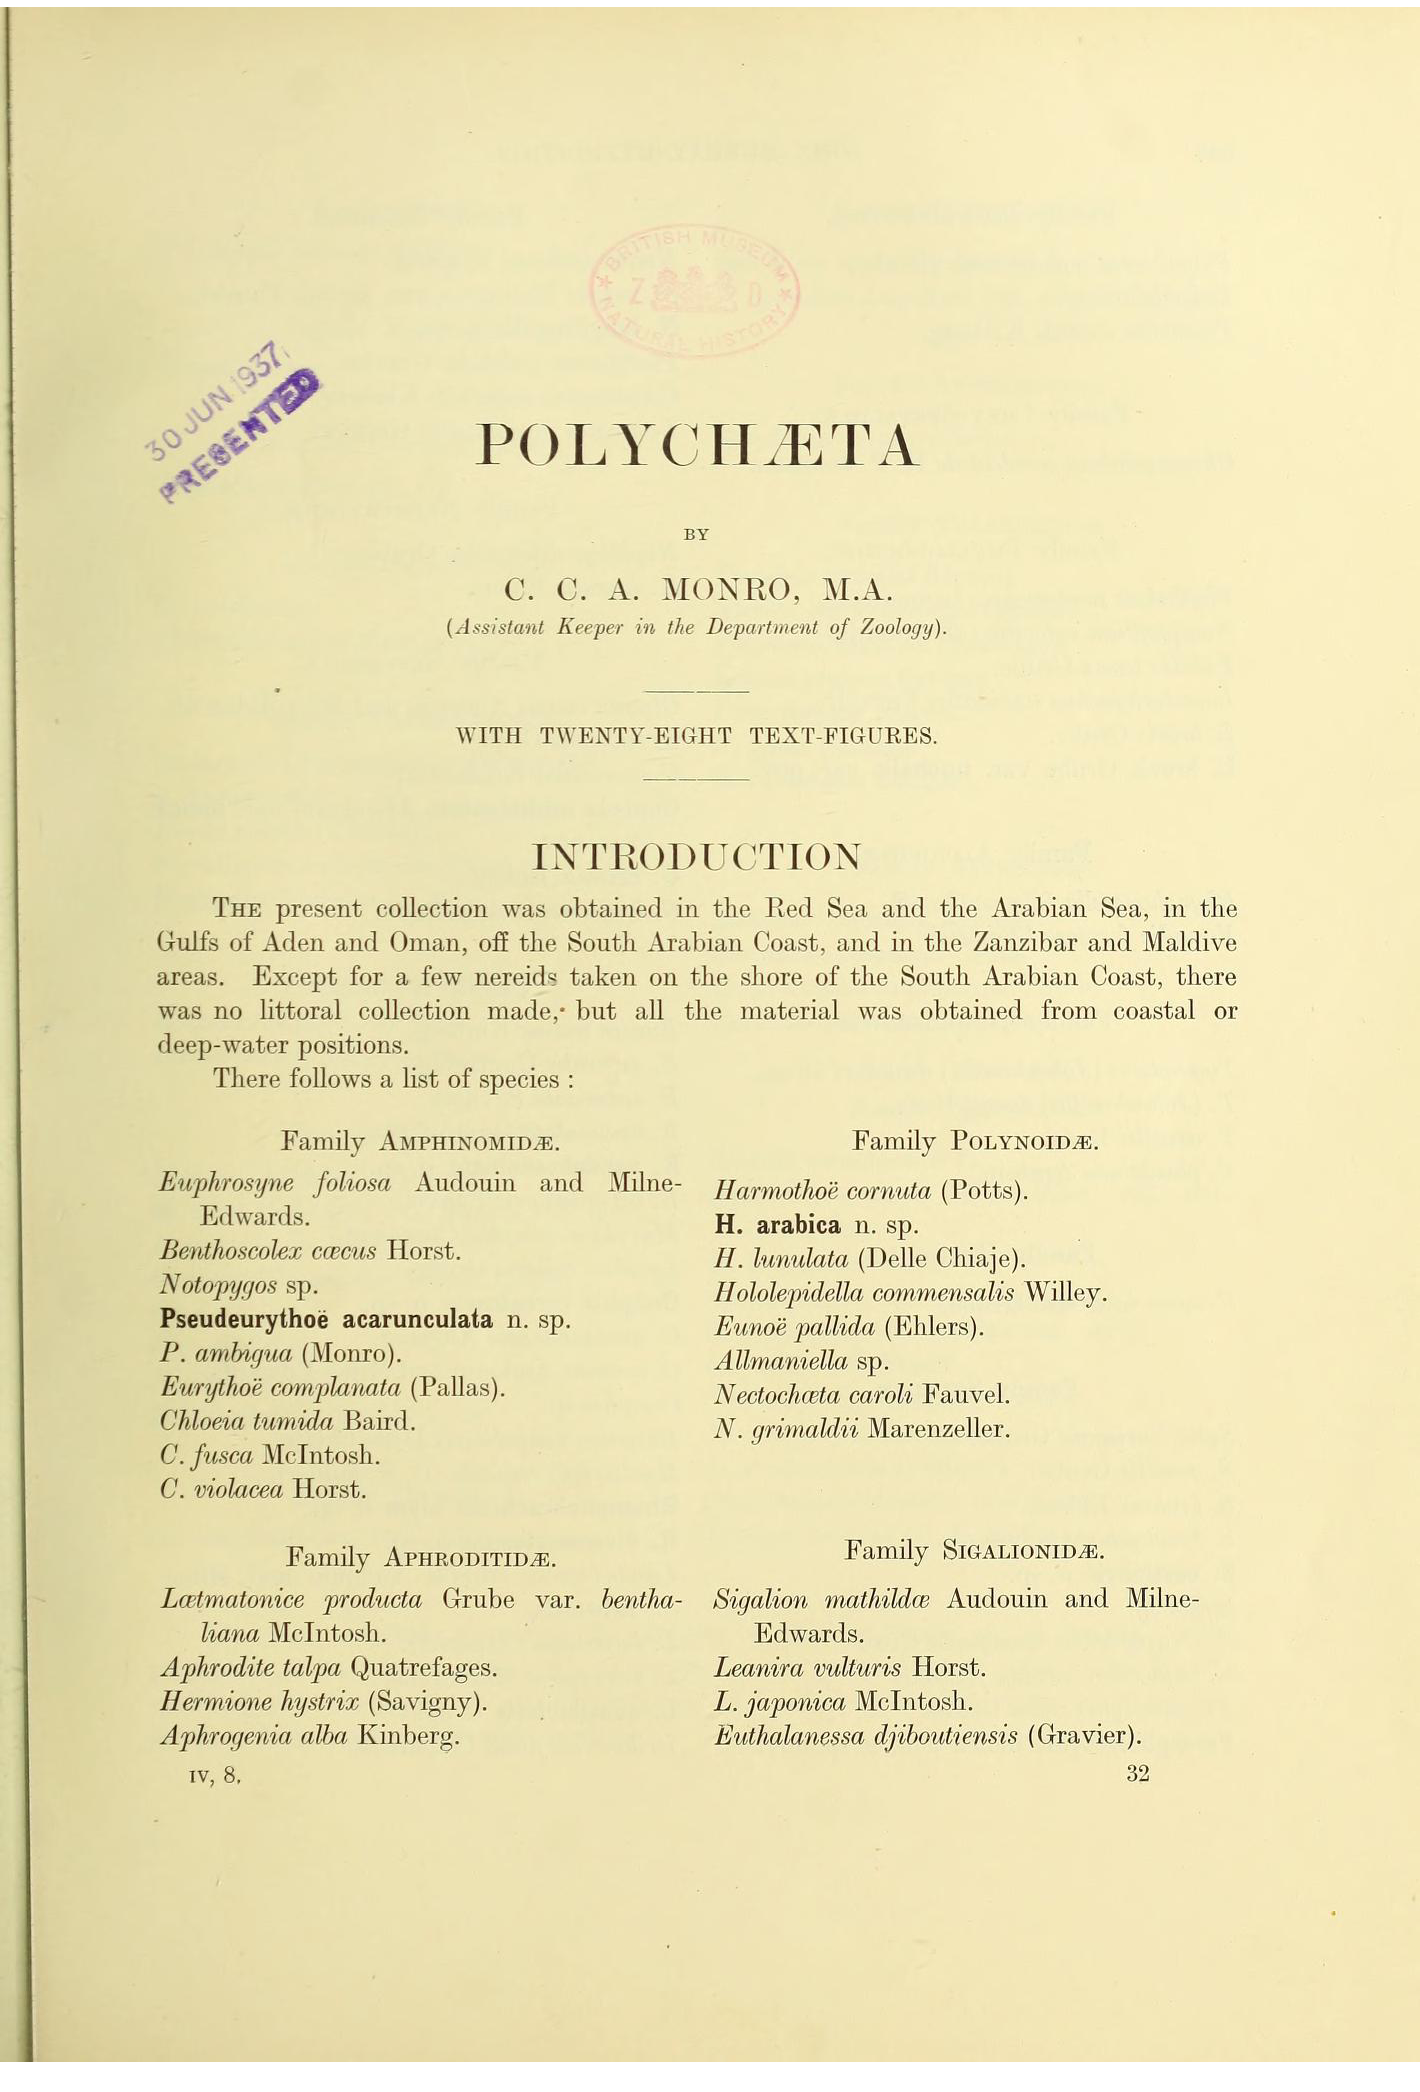 BRITISH MUSEUM
Z D
NATURAL HISTORY
30 JUN 1937
PRESENTED
POLYCHÆTA
BY
C. C. A. MONRO, M.A.
(Assistant Keeper in the Department of Zoology).
WITH TWENTY-EIGHT TEXT-FIGURES.
INTRODUCTION
THE present collection was obtained in the Red Sea and the Arabian Sea, in the
Gulfs of Aden and Oman, off the South Arabian Coast, and in the Zanzibar and Maldive
areas. Except for a few nereids taken on the shore of the South Arabian Coast, there
was no littoral collection made, but all the material was obtained from coastal or
deep-water positions.
There follows a list of species :
Family AMPHINOMIDÆ.
Euphrosyne foliosa Audouin and Milne-
Edwards.
Benthoscolex cæcus Horst.
Notopygos sp.
Pseudeurythoë acarunculata n. sp.
P. ambigua (Monro).
Eurythoë complanata (Pallas).
Chloeia tumida Baird.
C. fusca McIntosh.
C. violacea Horst.
Family APHRODITIDÆ.
Lætmatonice producta Grube var. bentha-
liana McIntosh.
Aphrodite talpa Quatrefages.
Hermione hystrix (Savigny).
Aphrogenia alba Kinberg.
Family POLYNOIDÆ.
Harmothoë cornuta (Potts).
H. arabica n. sp.
H. lunulata (Delle Chiaje).
Hololepidella commensalis Willey.
Eunoë pallida (Ehlers).
Allmaniella sp.
Nectochæta caroli Fauvel.
N. grimaldii Marenzeller.
Family SIGALIONIDÆ.
Sigalion mathildæ Audouin and Milne-
Edwards.
Leanira vulturis Horst.
L. japonica McIntosh.
Euthalanessa djiboutiensis (Gravier).
IV, 8.
32